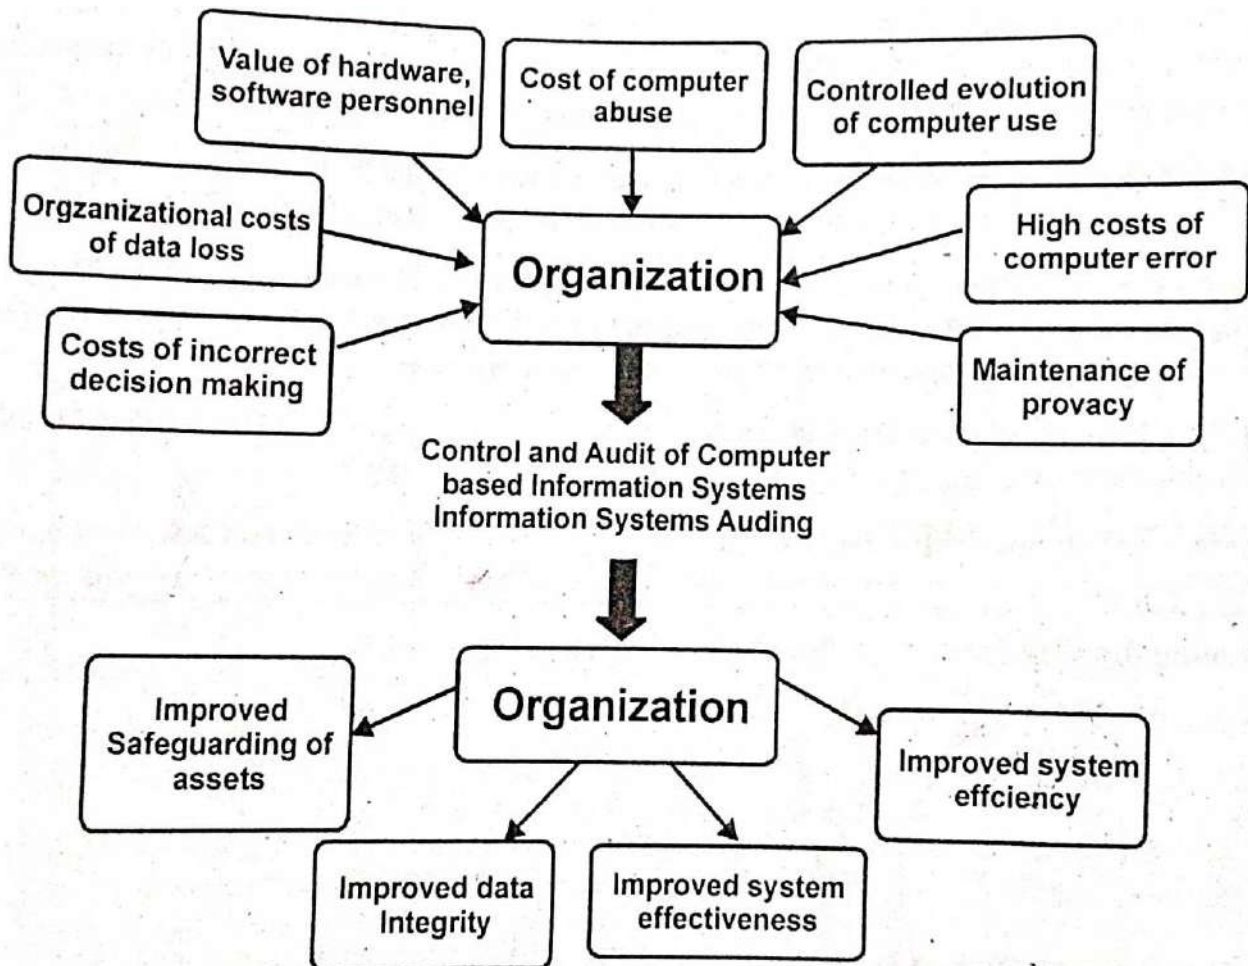 Value of hardware,
software personnel
Cost of computer
abuse
Controlled evolution
of computer use
Orgzanizational costs
of data loss
Organization
High costs of
computer error
Costs of incorrect
decision making
Maintenance of
provacy
Control and Audit of Computer
based Information Systems
Information Systems Auding
Organization
Improved
Safeguarding of
assets
Improved system
effciency
Improved data
Integrity
Improved system
effectiveness